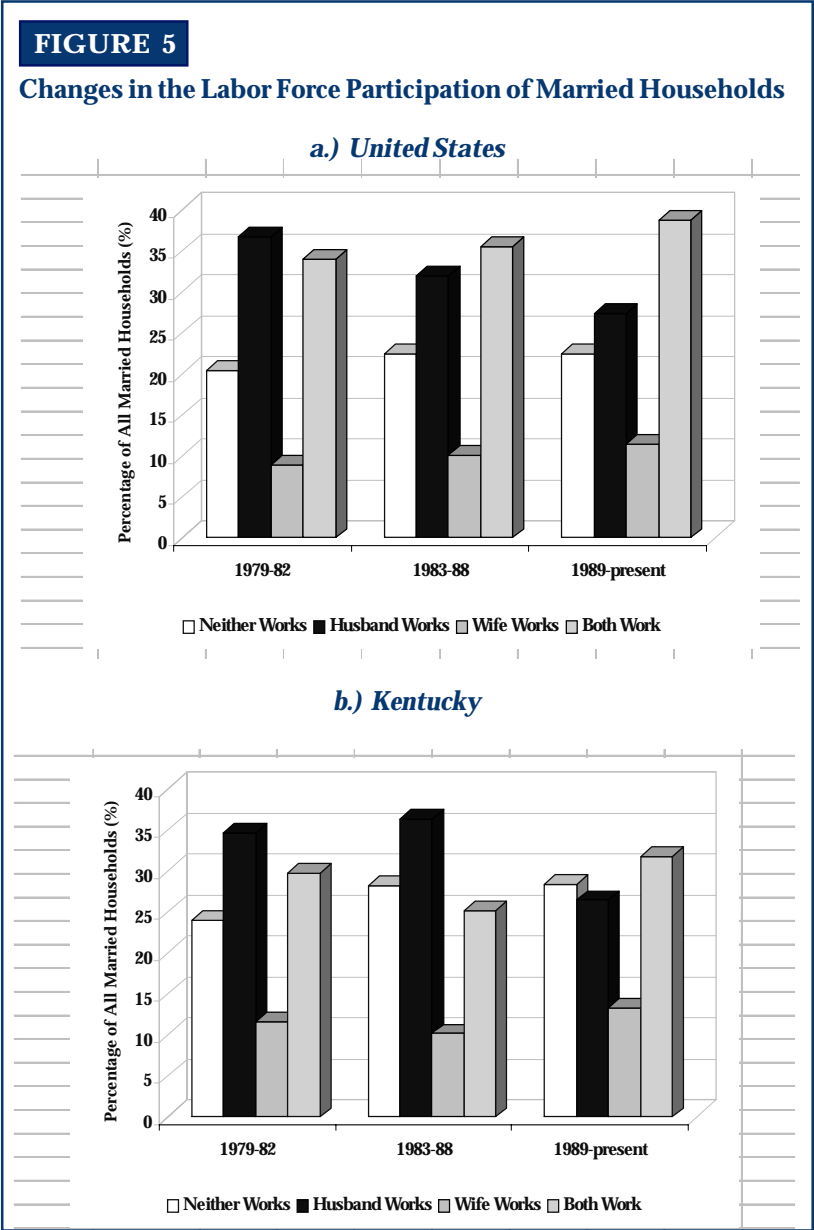 FIGURE 5
Changes in the Labor Force Participation of Married Households
a.) United States
Percentage of All Married Households (%)
40
35
30
25
20
15
10
5
0
1979-82 1983-88 1989-present
Neither Works Husband Works Wife Works Both Work
b.) Kentucky
Percentage of All Married Households (%)
40
35
30
25
20
15
10
5
0
1979-82 1983-88 1989-present
Neither Works Husband Works Wife Works Both Work